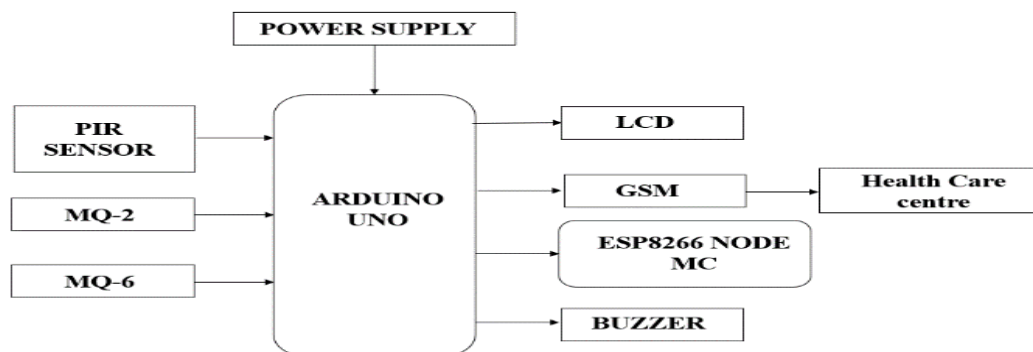 POWER SUPPLY
PIR
SENSOR
MQ-2
MQ-6
ARDUINO
UNO
LCD
GSM
Health Care
centre
ESP8266 NODE
MC
BUZZER